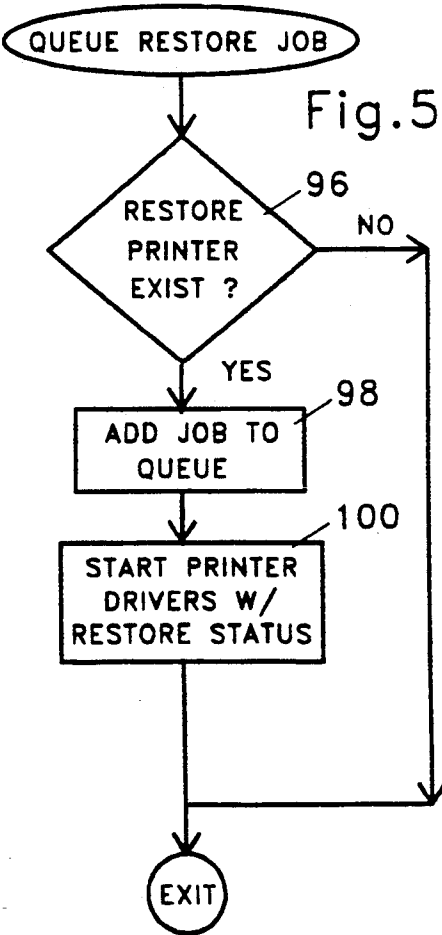 QUEUE RESTORE JOB
Fig.5
96
RESTORE
PRINTER
EXIST ?
NO
YES
98
ADD JOB TO
QUEUE
100
START PRINTER
DRIVERS W/
RESTORE STATUS
EXIT